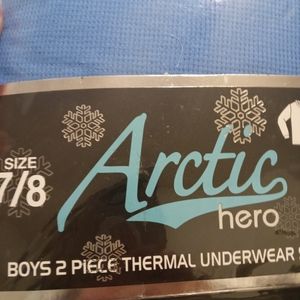 SIZE
7/8
Arctic
hero
BOYS 2 PIECE THERMAL UNDERWEAR